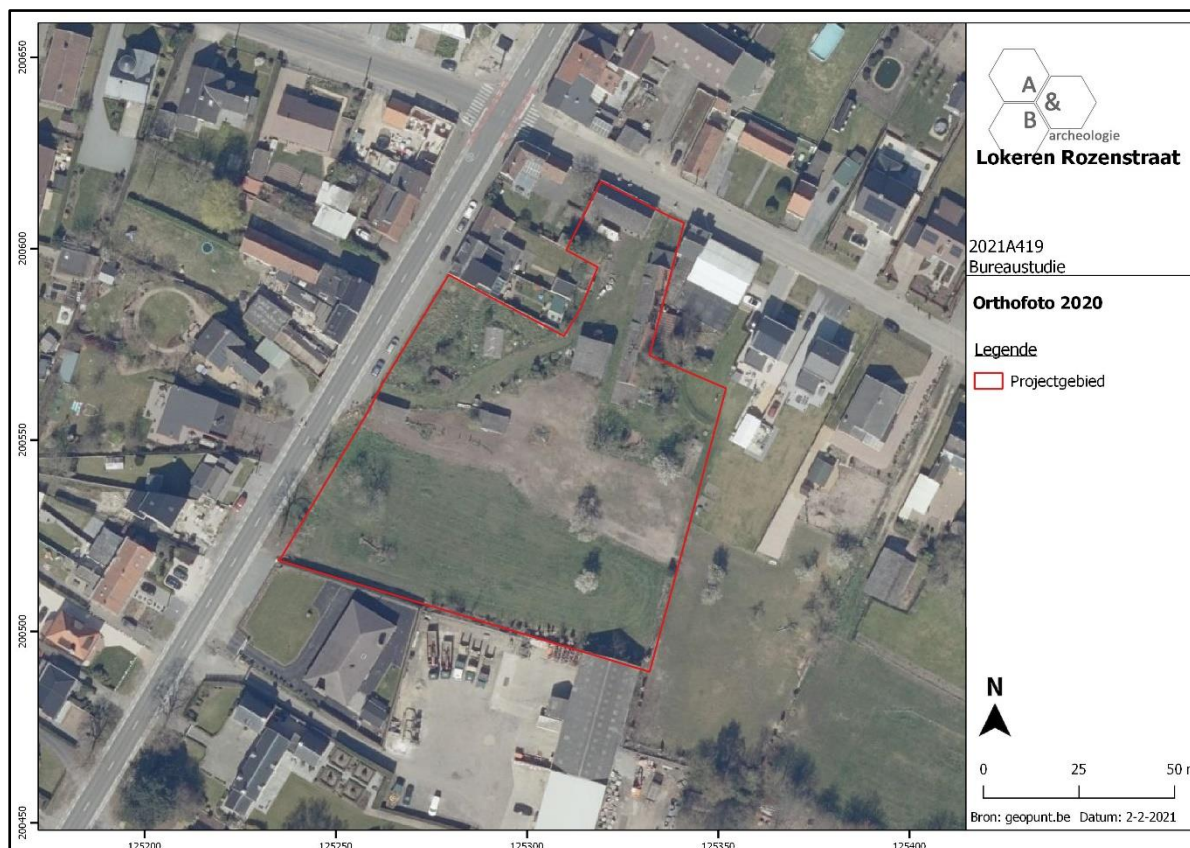 A
&
B
archeologie
Lokeren Rozenstraat
2021A419
Bureaustudie
Orthofoto 2020
Legende
Projectgebied
N
0 25 50 m
Bron: geopunt.be Datum: 2-2-2021
200650
200600
200550
200500
200450
125200 125250 125300 125350 125400